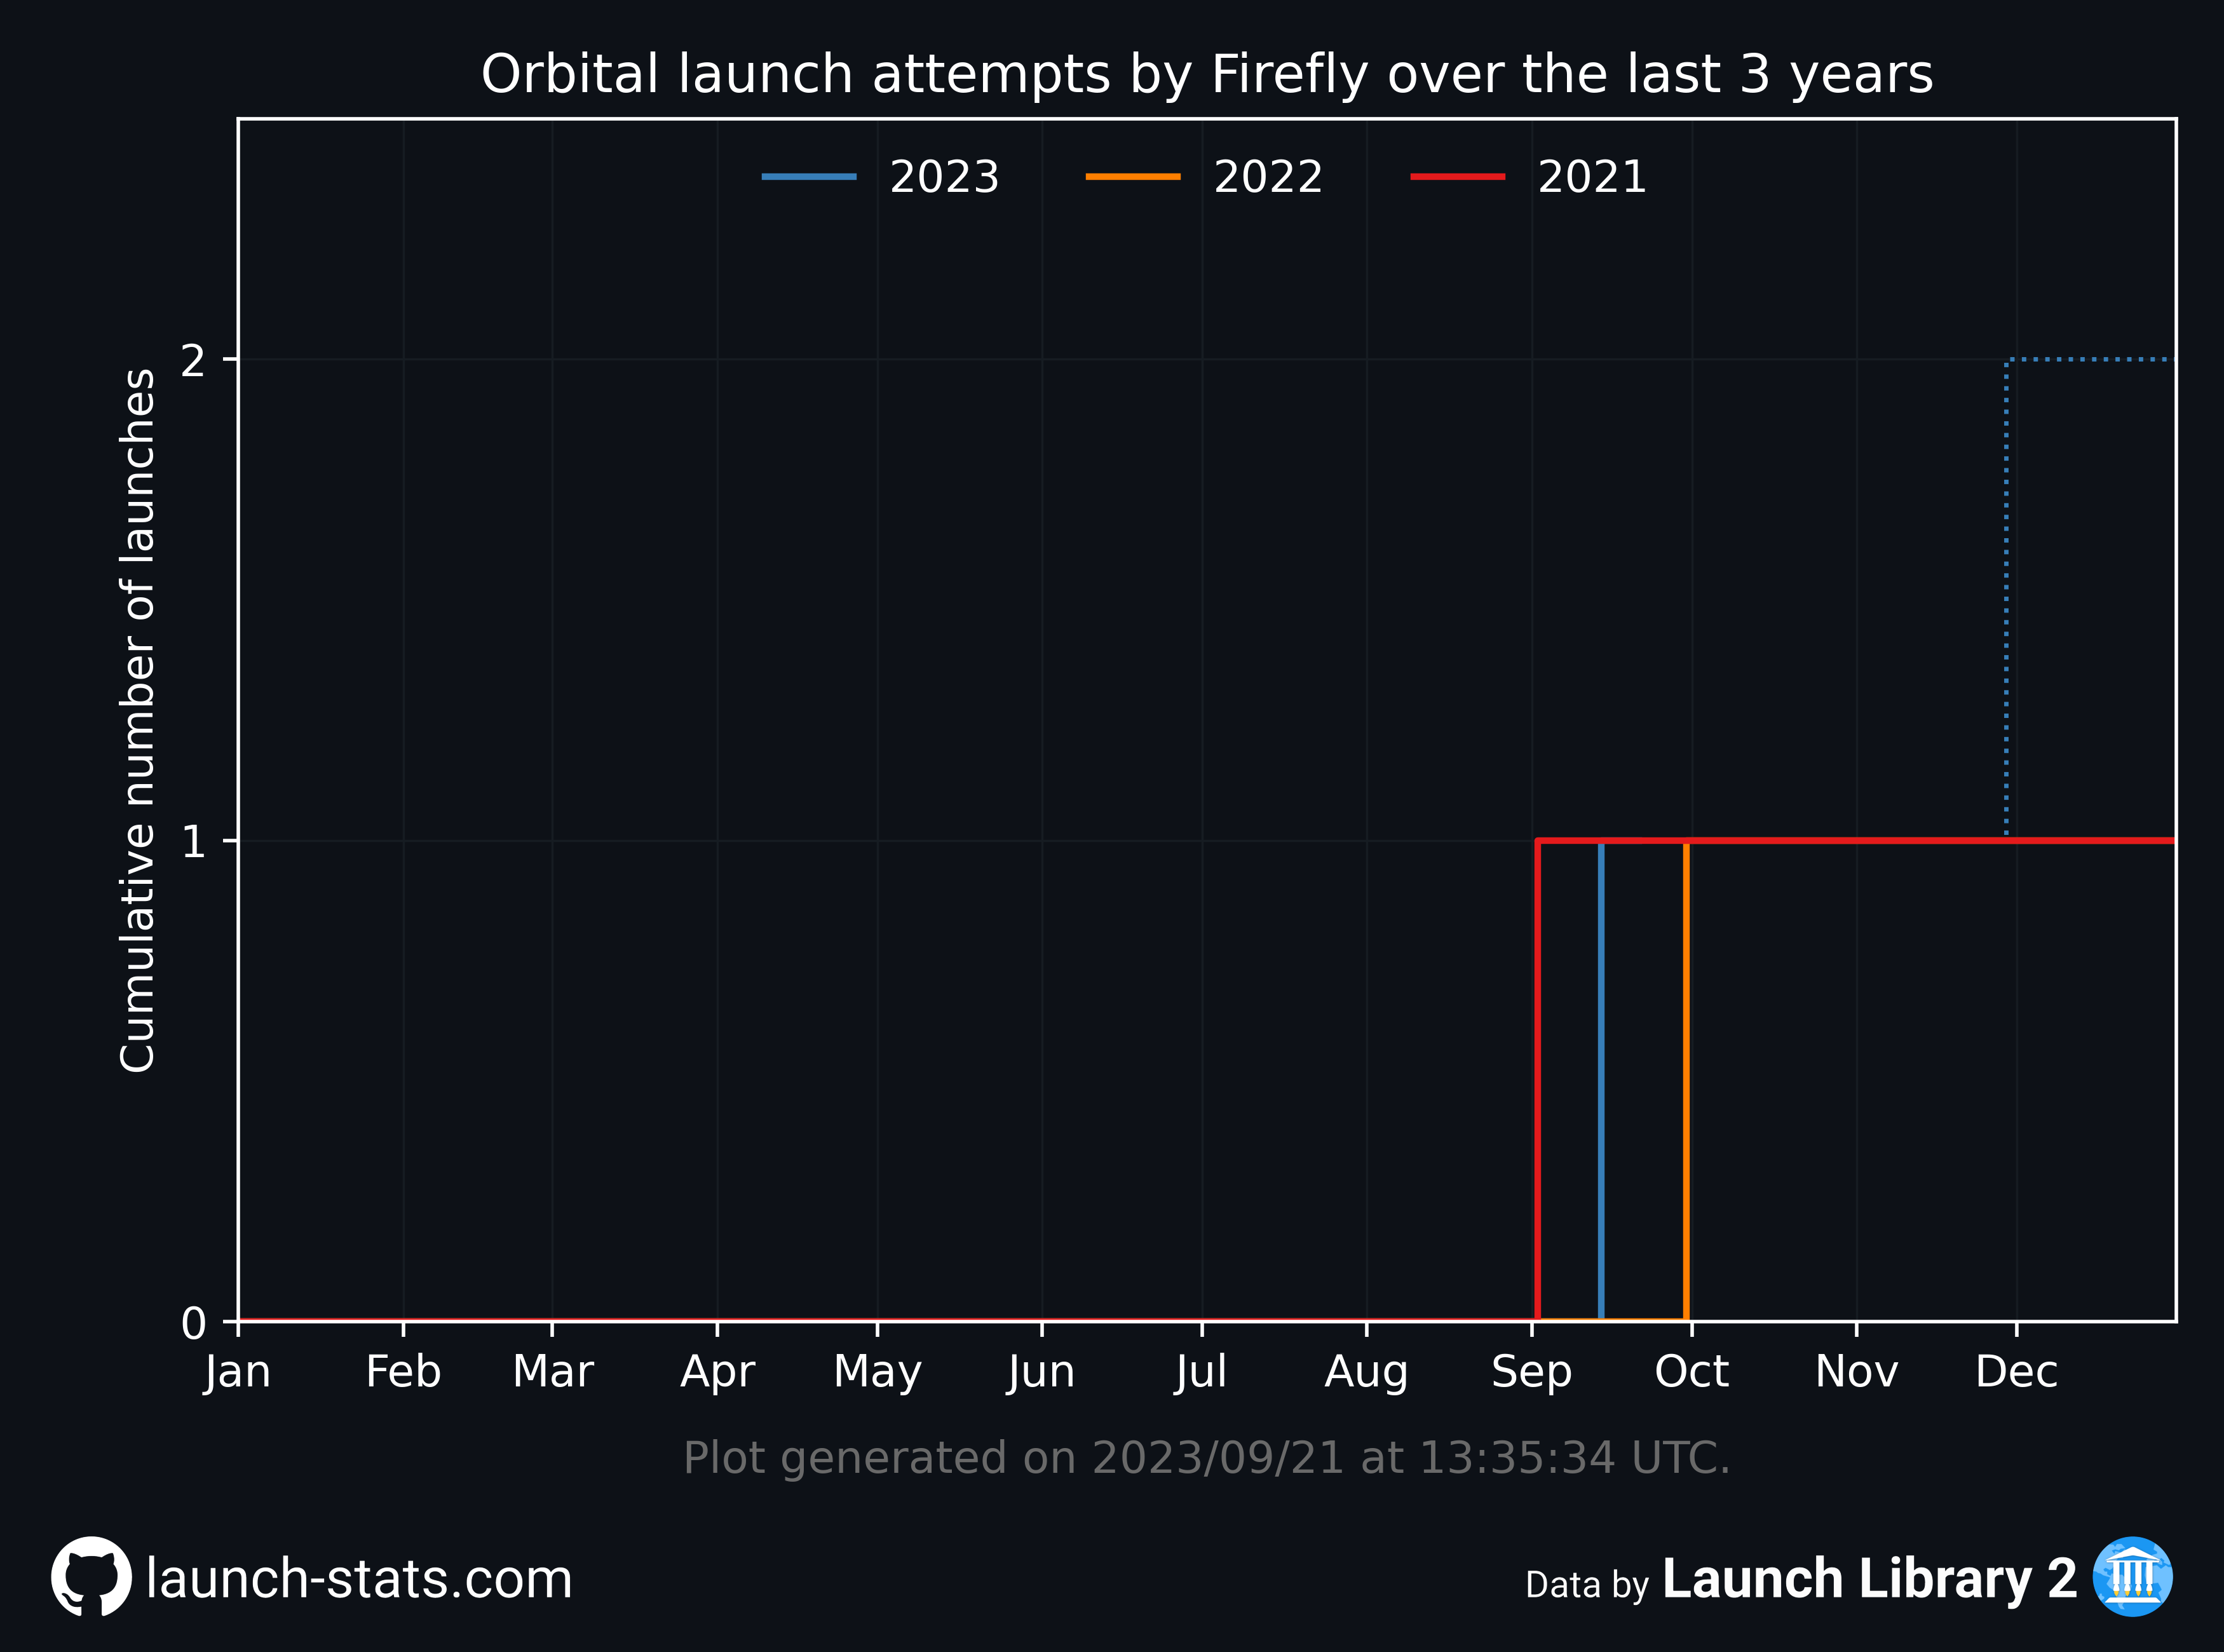 Orbital launch attempts by Firefly over the last 3 years
2023 2022 2021
Cumulative number of launches
2
1
0
Jan Feb Mar Apr May Jun Jul Aug Sep Oct Nov Dec
Plot generated on 2023/09/21 at 13:35:34 UTC.
launch-stats.com
Data by Launch Library 2